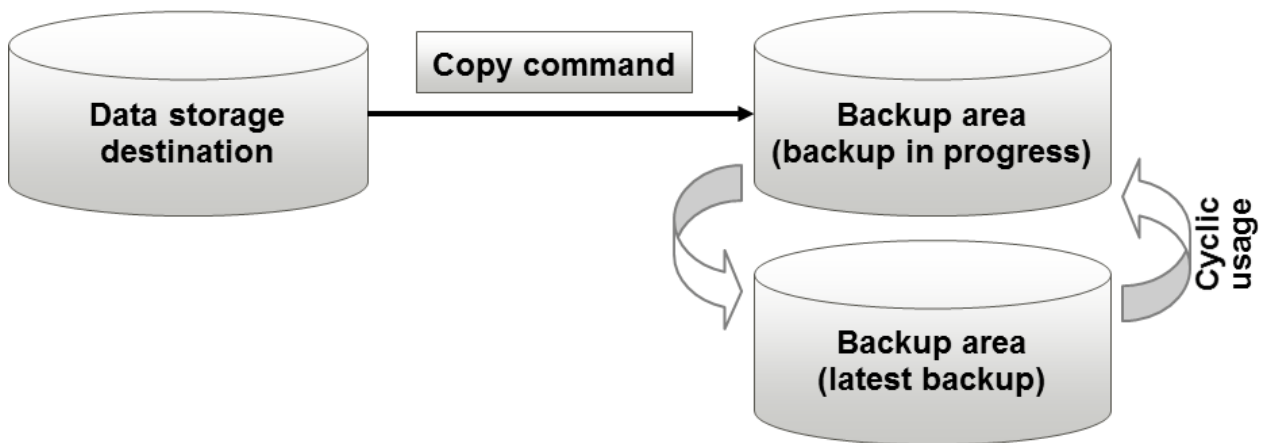 Copy command
Data storage
destination
Backup area
(backup in progress)
Cyclic
usage
Backup area
(latest backup)